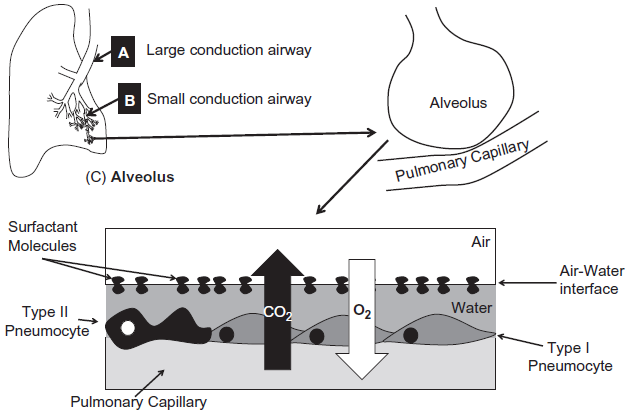 A Large conduction airway
B Small conduction airway
(C) Alveolus
Alveolus
Pulmonary Capillary
Surfactant
Molecules
Air
Air-Water
interface
Type II
Pneumocyte
CO2
O2
Water
Type I
Pneumocyte
Pulmonary Capillary